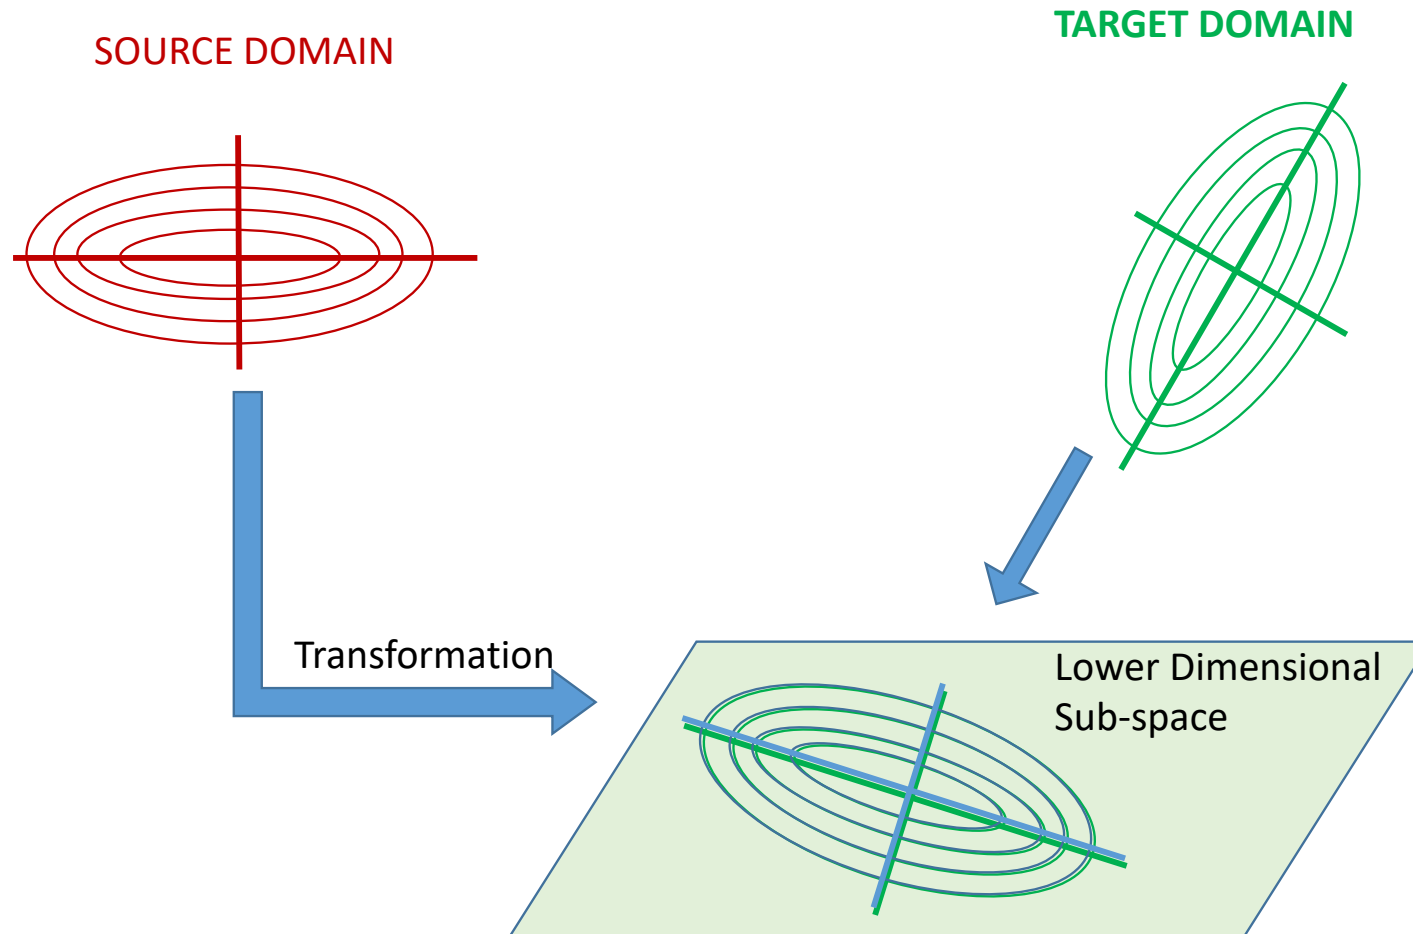 SOURCE DOMAIN
TARGET DOMAIN
Transformation
Lower Dimensional
Sub-space